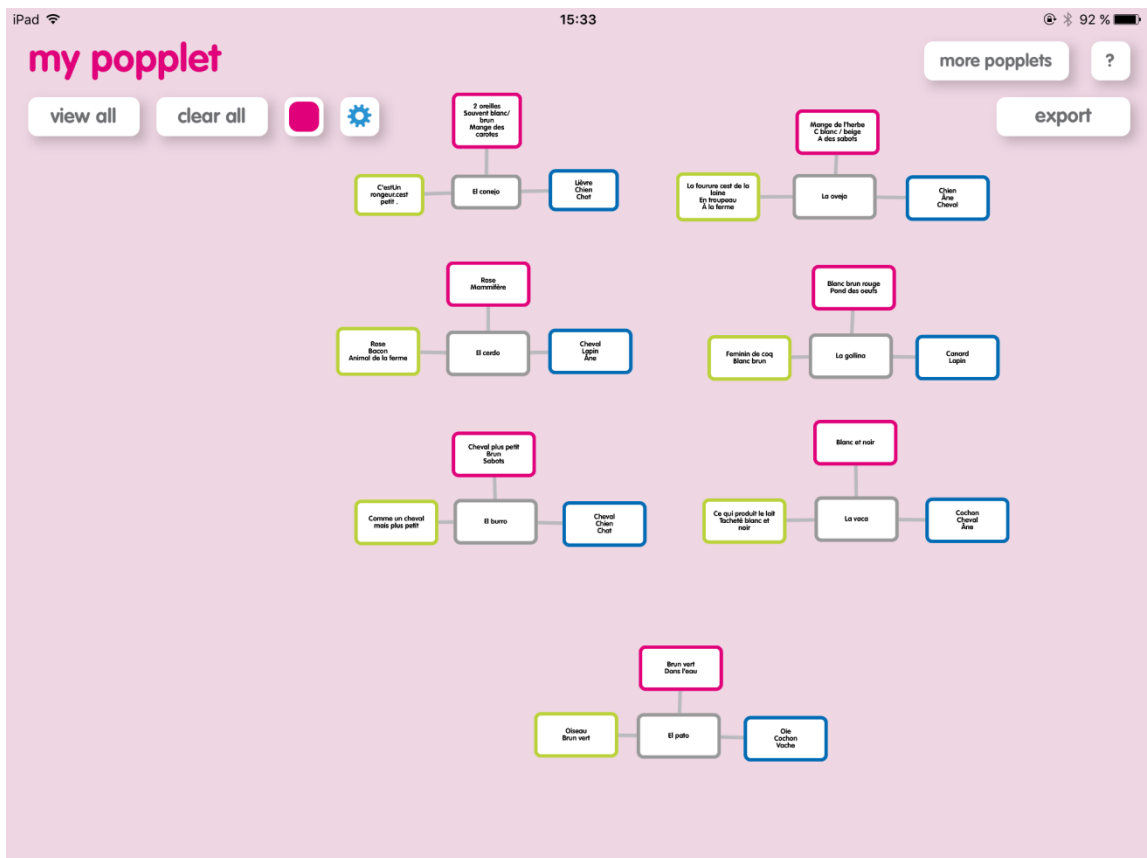 iPad
15:33
92 %
my popplet
more popplets
?
view all
clear all
export
2 oreilles
Souvent blanc/
brun
Mange des
carotes
C'estUn
rongeur.cest
petit .
El conejo
Lièvre
Chien
Chat
Mange de l'herbe
C blanc / beige
A des sabots
La fourure cest de la
laine
En troupeau
À la ferme
La oveja
Chien
Âne
Cheval
Rose
Mammifère
Rose
Bacon
Animal de la ferme
El cerdo
Cheval
Lapin
Âne
Blanc brun rouge
Pond des oeufs
Feminin de coq
Blanc brun
La gallina
Canard
Lapin
Cheval plus petit
Brun
Sabots
Comme un cheval
mais plus petit
El burro
Cheval
Chien
Chat
Blanc et noir
Ce qui produit le lait
Tacheté blanc et
noir
La vaca
Cochon
Cheval
Âne
Brun vert
Dans l'eau
Oiseau
Brun vert
El pato
Oie
Cochon
Vache